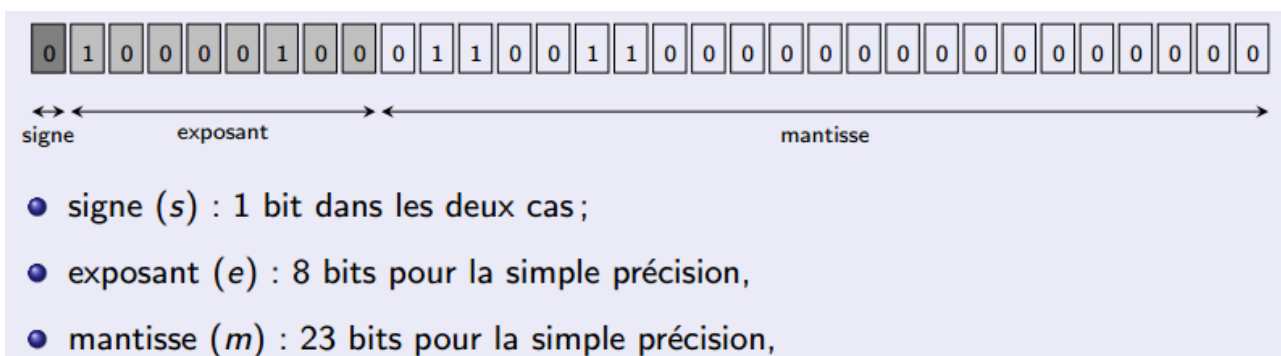 0 1 0 0 0 0 1 0 0 0 1 1 0 0 1 1 0 0 0 0 0 0 0 0 0 0 0 0 0 0 0 0
signe exposant mantisse
signe (s) : 1 bit dans les deux cas ;
exposant (e) : 8 bits pour la simple précision,
mantisse (m) : 23 bits pour la simple précision,